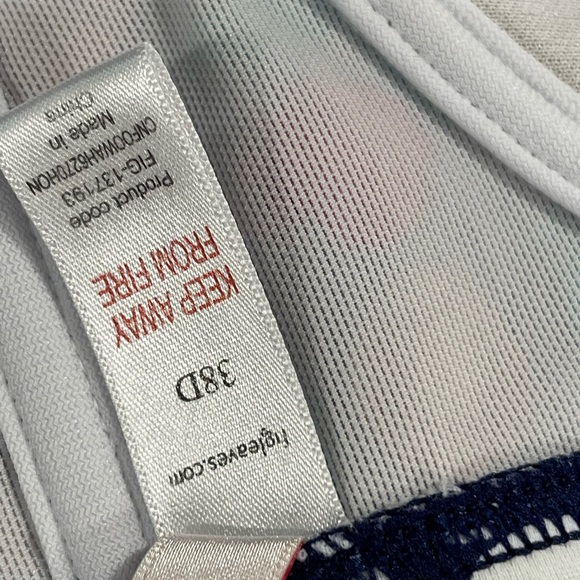 figleaves.com
38D
KEEP AWAY
FROM FIRE
Product code
FIG-137193
Made in
China